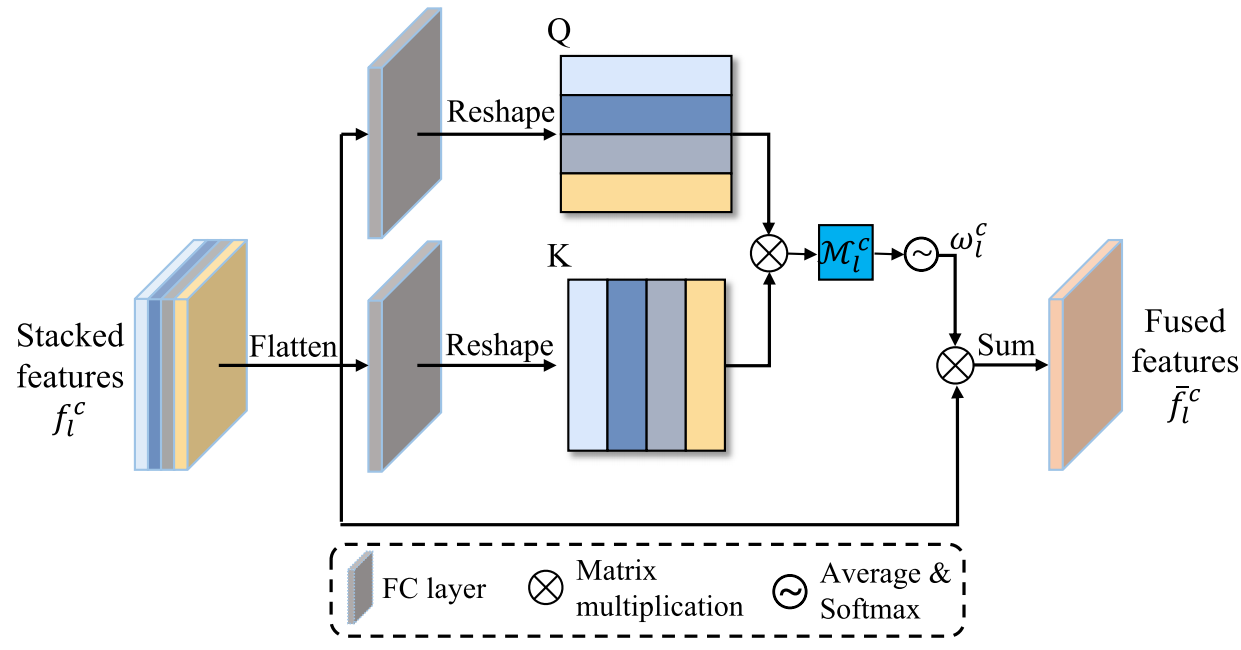 Q
Reshape
K
Reshape
Stacked
features
f_l^c
Flatten
ℳ_l^c
~
ω_l^c
Sum
Fused
features
f̄_l^c
FC layer
Matrix
multiplication
~
Average &
Softmax